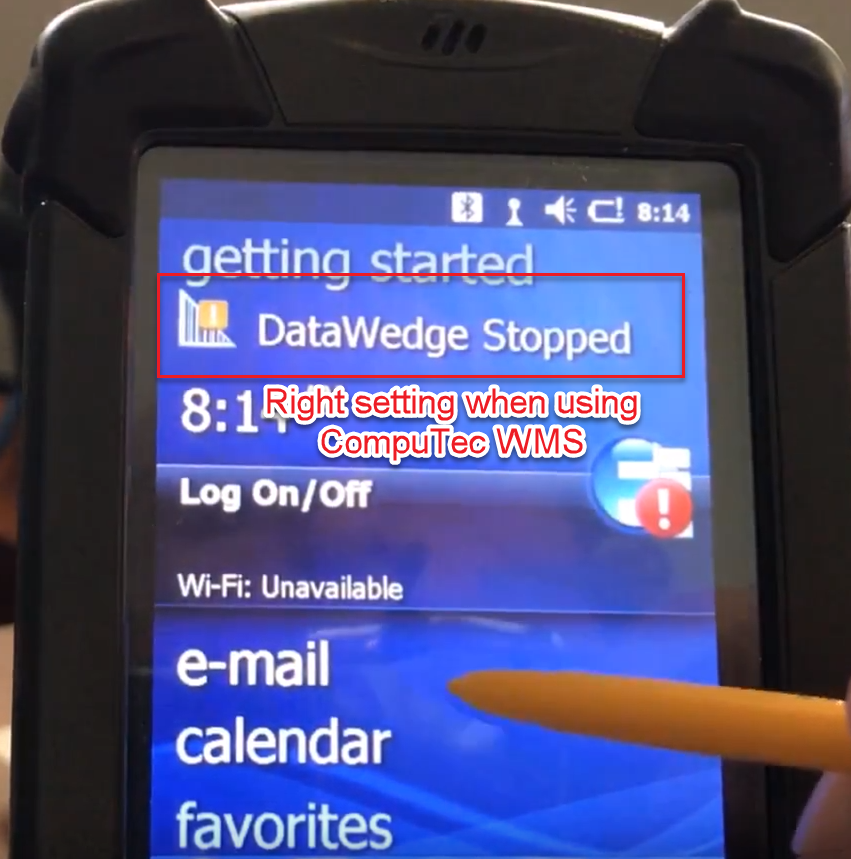 8:14
getting started
DataWedge Stopped
8:14
Right setting when using
CompuTec WMS
Log On/Off
Wi-Fi: Unavailable
e-mail
calendar
favorites